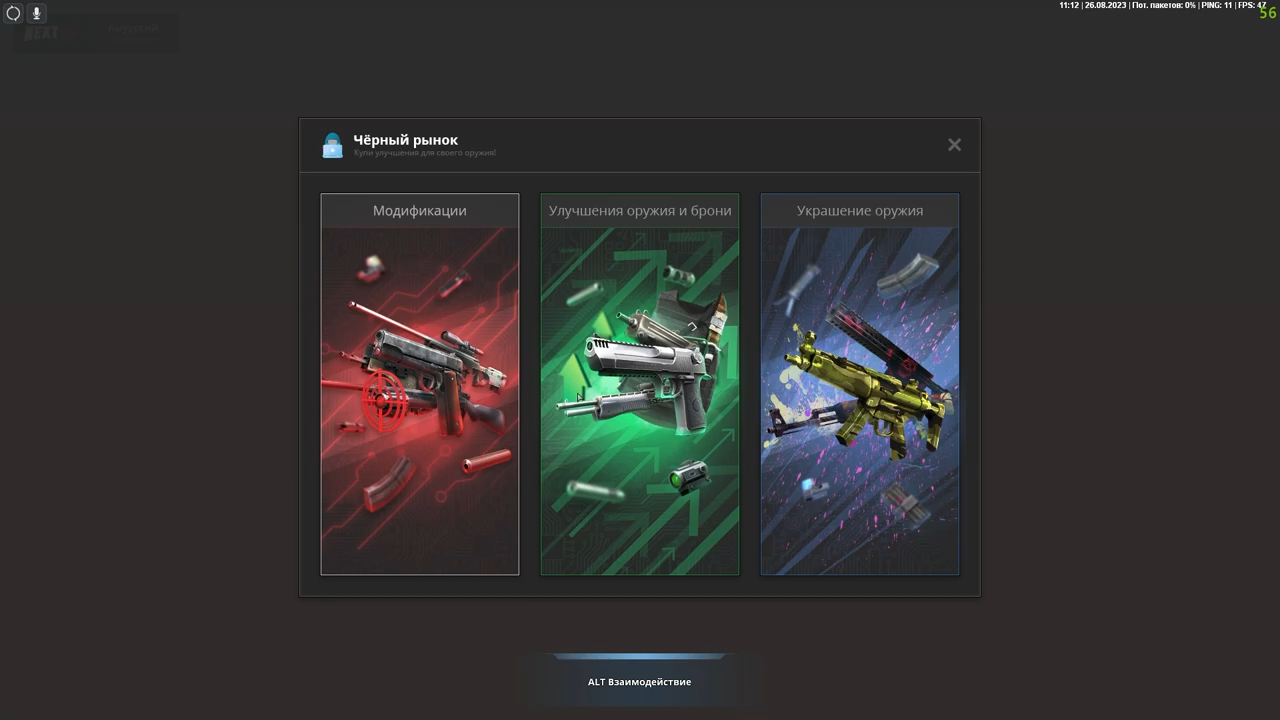 11:12 | 26.08.2023 | Пот. пакетов: 0% | PING: 11 | FPS: 47
56
NEXT
Чёрный рынок
Купи улучшения для своего оружия!
Модификации
Улучшения оружия и брони
Украшение оружия
ALT Взаимодействие